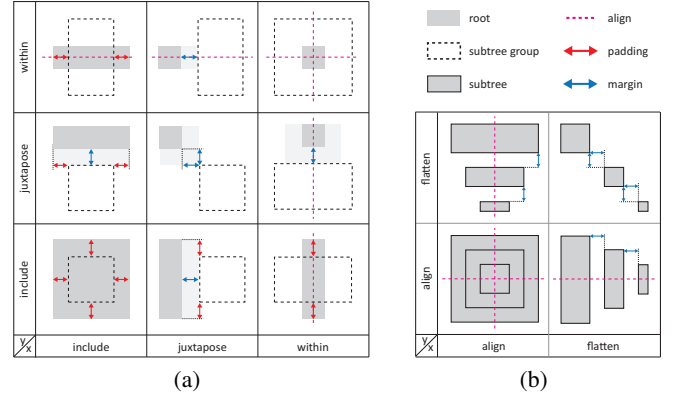 within
juxtapose
include
y/x
include
juxtapose
within
(a)
root
align
subtree group
padding
subtree
margin
flatten
align
y/x
align
flatten
(b)